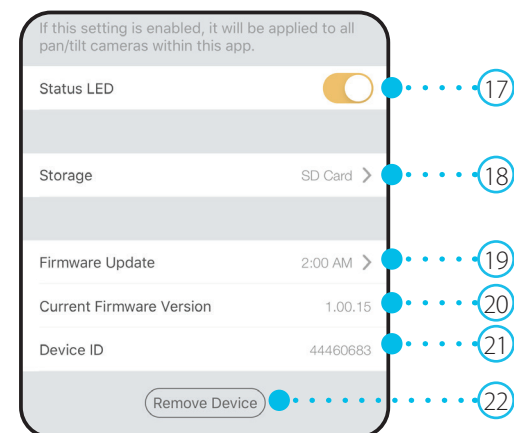 If this setting is enabled, it will be applied to all
pan/tilt cameras within this app.
Status LED 17
Storage SD Card 18
Firmware Update 2:00 AM 19
Current Firmware Version 1.00.15 20
Device ID 44460683 21
Remove Device 22